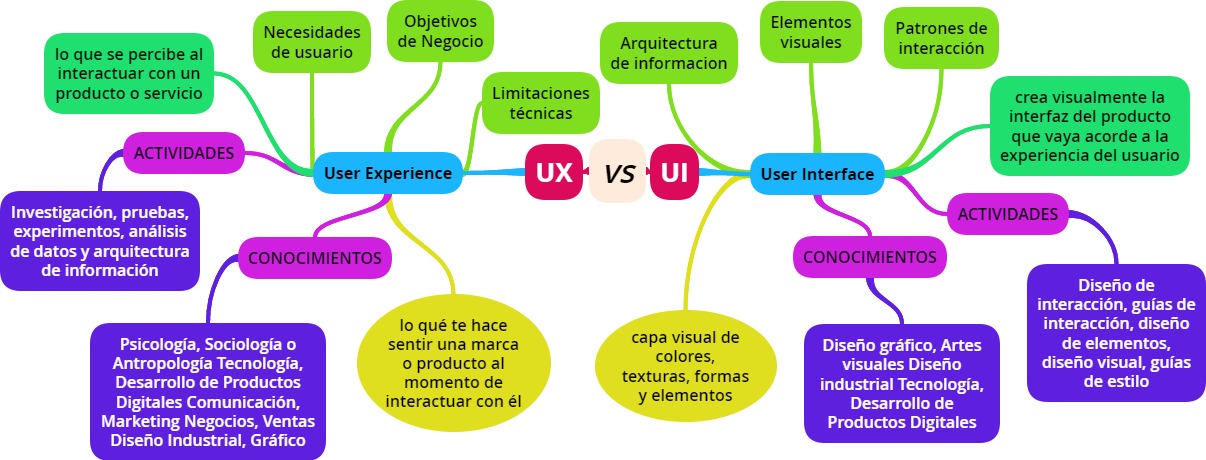 lo que se percibe al
interactuar con un
producto o servicio
Necesidades
de usuario
Objetivos
de Negocio
Limitaciones
técnicas
ACTIVIDADES
User Experience
Investigación, pruebas,
experimentos, análisis
de datos y arquitectura
de información
CONOCIMIENTOS
Psicología, Sociología o
Antropología Tecnología,
Desarrollo de Productos
Digitales Comunicación,
Marketing Negocios, Ventas
Diseño Industrial, Gráfico
lo qué te hace
sentir una marca
o producto al
momento de
interactuar con él
UX
VS
UI
Arquitectura
de informacion
Elementos
visuales
Patrones de
interacción
crea visualmente la
interfaz del producto
que vaya acorde a la
experiencia del usuario
User Interface
ACTIVIDADES
Diseño de
interacción, guías de
interacción, diseño
de elementos,
diseño visual, guías
de estilo
CONOCIMIENTOS
Diseño gráfico, Artes
visuales Diseño
industrial Tecnología,
Desarrollo de
Productos Digitales
capa visual de
colores,
texturas, formas
y elementos